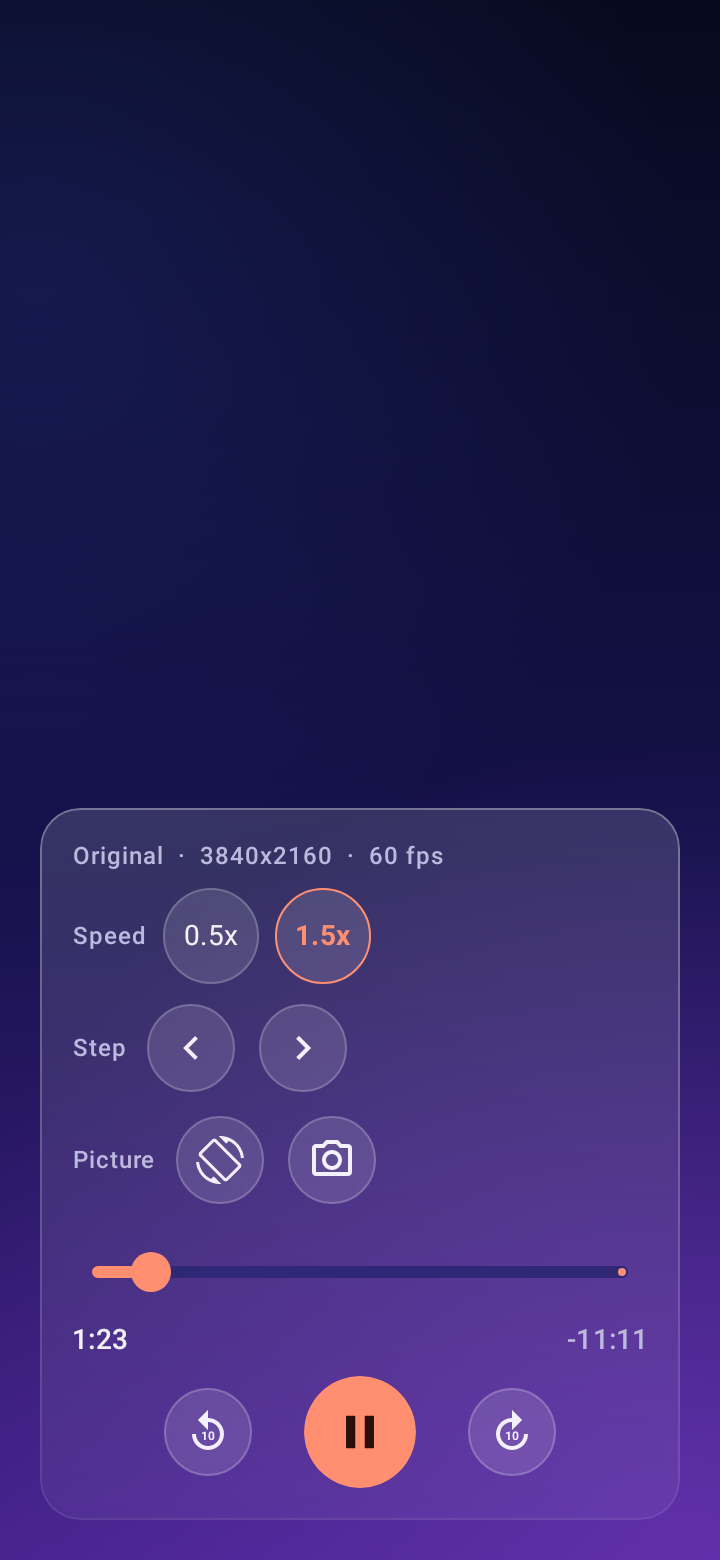 Original · 3840x2160 · 60 fps
Speed 0.5x 1.5x
Step
Picture
1:23 -11:11
10 10